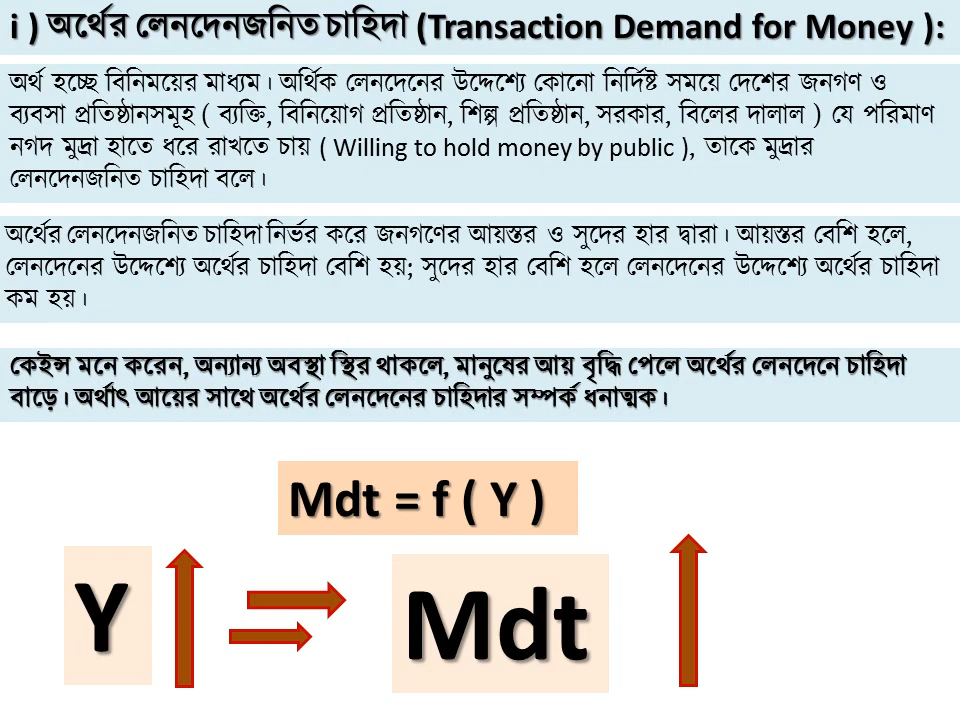 i ) অর্থের লেনদেনজনিত চাহিদা (Transaction Demand for Money ):
অর্থ হচ্ছে বিনিময়ের মাধ্যম। অর্থিক লেনদেনের উদ্দেশ্যে কোনো নির্দিষ্ট সময়ে দেশের জনগণ ও
ব্যবসা প্রতিষ্ঠানসমূহ ( ব্যক্তি, বিনিয়োগ প্রতিষ্ঠান, শিল্প প্রতিষ্ঠান, সরকার, বিলের দালাল ) যে পরিমাণ
নগদ মুদ্রা হাতে ধরে রাখতে চায় ( Willing to hold money by public ), তাকে মুদ্রার
লেনদেনজনিত চাহিদা বলে।
অর্থের লেনদেনজনিত চাহিদা নির্ভর করে জনগণের আয়স্তর ও সুদের হার দ্বারা। আয়স্তর বেশি হলে,
লেনদেনের উদ্দেশ্যে অর্থের চাহিদা বেশি হয়; সুদের হার বেশি হলে লেনদেনের উদ্দেশ্যে অর্থের চাহিদা
কম হয়।
কেইন্স মনে করেন, অন্যান্য অবস্থা স্থির থাকলে, মানুষের আয় বৃদ্ধি পেলে অর্থের লেনদেনে চাহিদা
বাড়ে। অর্থাৎ আয়ের সাথে অর্থের লেনদেনের চাহিদার সম্পর্ক ধনাত্মক।
Mdt = f ( Y )
Y Mdt